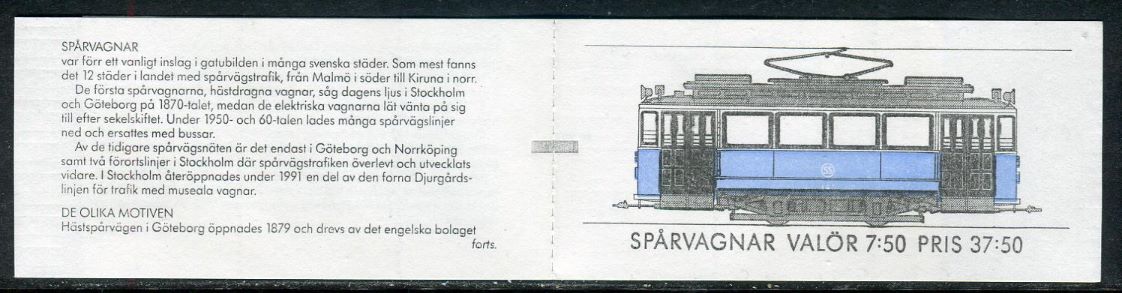 SPÅRVAGNAR
var förr ett vanligt inslag i gatubilden i många svenska städer. Som mest fanns
det 12 städer i landet med spårvägstrafik, från Malmö i söder till Kiruna i norr.
De första spårvagnarna, hästdragna vagnar, såg dagens ljus i Stockholm
och Göteborg på 1870-talet, medan de elektriska vagnarna lät vänta på sig
till efter sekelskiftet. Under 1950- och 60-talen lades många spårvägslinjer
ned och ersattes med bussar.
Av de tidigare spårvägsnäten är det endast i Göteborg och Norrköping
samt två förortslinjer i Stockholm där spårvägstrafiken överlevt och utvecklats
vidare. I Stockholm återöppnades under 1991 en del av den forna Djurgårds-
linjen för trafik med museala vagnar.
DE OLIKA MOTIVEN
Hästspårvägen i Göteborg öppnades 1879 och drevs av det engelska bolaget
forts.
SPÅRVAGNAR VALÖR 7:50 PRIS 37:50